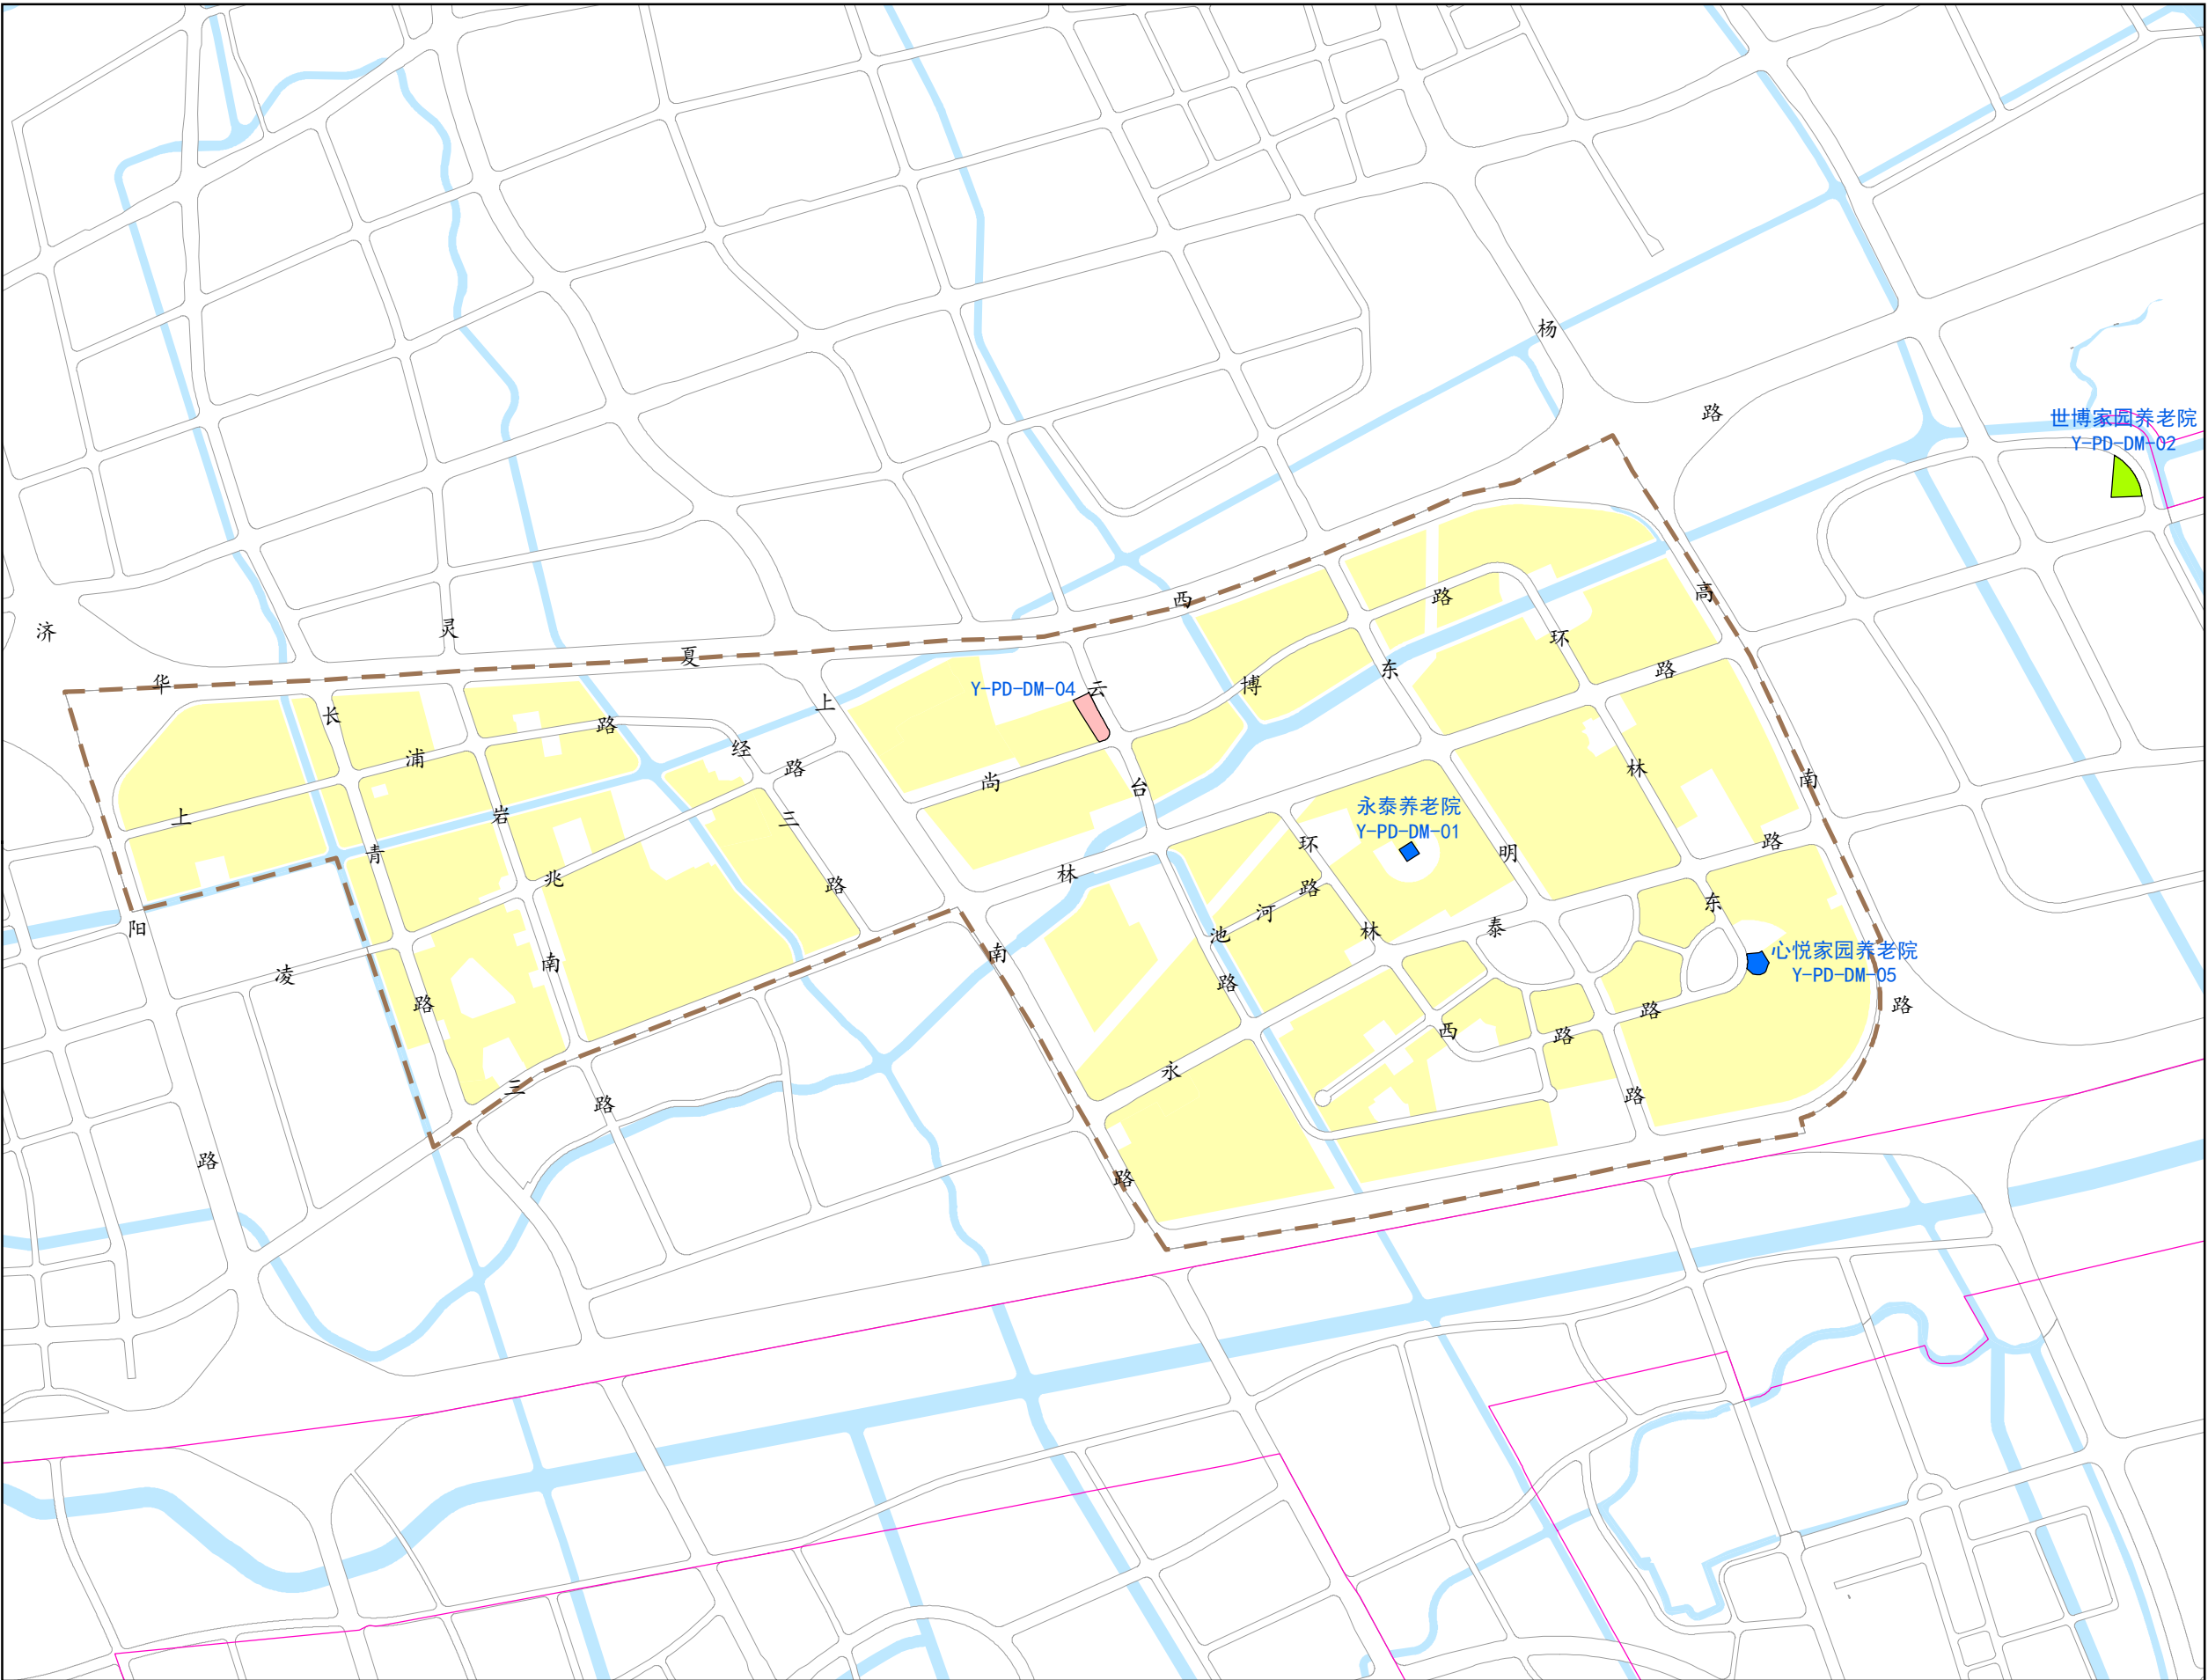 杨高南路
华夏西路
世博家园养老院
Y-PD-DM-02
济阳路
灵岩南路
长青路
上浦路
凌兆路
经三路
上南路
三林路
Y-PD-DM-04
云台路
尚博路
东明路
环林东路
永泰养老院
Y-PD-DM-01
环林西路
池河路
永泰路
心悦家园养老院
Y-PD-DM-05